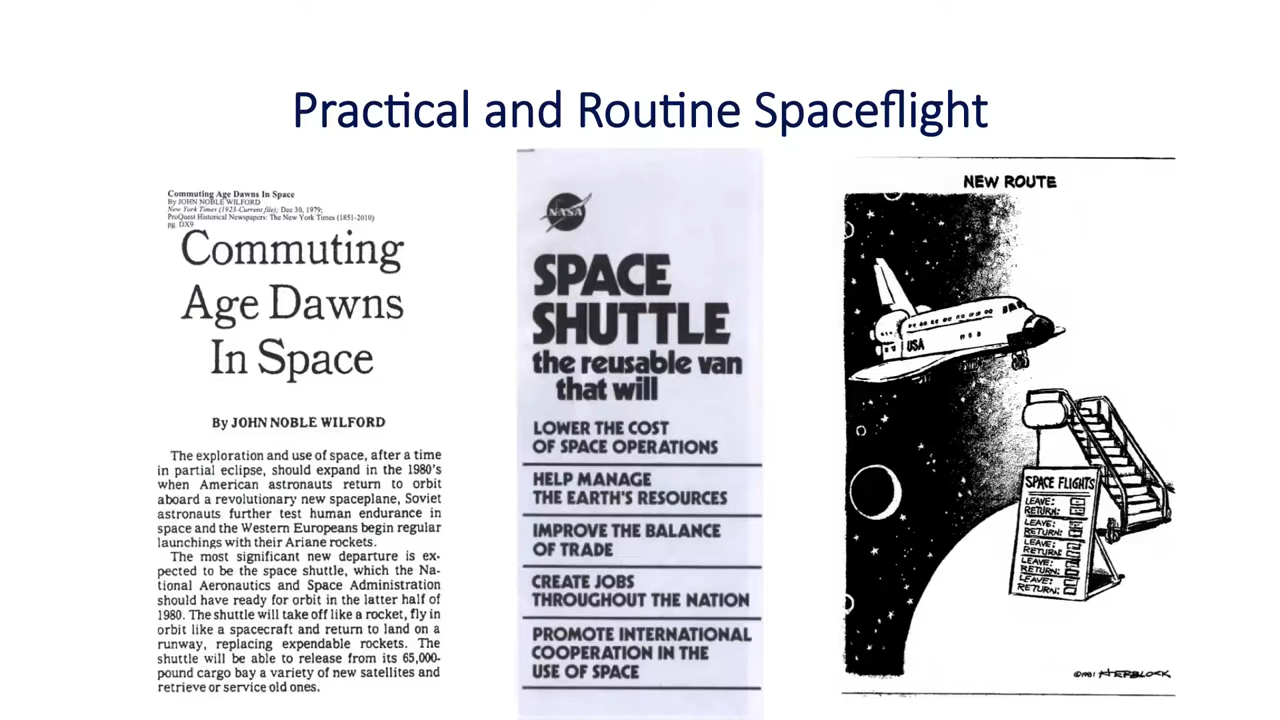 Practical and Routine Spaceflight
Commuting Age Dawns In Space
By JOHN NOBLE WILFORD
New York Times (1923-Current file); Dec 30, 1979;
ProQuest Historical Newspapers: The New York Times (1851-2010)
pg. DX9
Commuting
Age Dawns
In Space
By JOHN NOBLE WILFORD
The exploration and use of space, after a time
in partial eclipse, should expand in the 1980's
when American astronauts return to orbit
aboard a revolutionary new spaceplane, Soviet
astronauts further test human endurance in
space and the Western Europeans begin regular
launchings with their Ariane rockets.
The most significant new departure is ex-
pected to be the space shuttle, which the Na-
tional Aeronautics and Space Administration
should have ready for orbit in the latter half of
1980. The shuttle will take off like a rocket, fly in
orbit like a spacecraft and return to land on a
runway, replacing expendable rockets. The
shuttle will be able to release from its 65,000-
pound cargo bay a variety of new satellites and
retrieve or service old ones.
NASA
SPACE
SHUTTLE
the reusable van
that will
LOWER THE COST
OF SPACE OPERATIONS
HELP MANAGE
THE EARTH'S RESOURCES
IMPROVE THE BALANCE
OF TRADE
CREATE JOBS
THROUGHOUT THE NATION
PROMOTE INTERNATIONAL
COOPERATION IN THE
USE OF SPACE
NEW ROUTE
USA
SPACE FLIGHTS
LEAVE:
RETURN:
LEAVE:
RETURN:
LEAVE:
RETURN:
LEAVE:
RETURN:
©1981 HERBLOCK